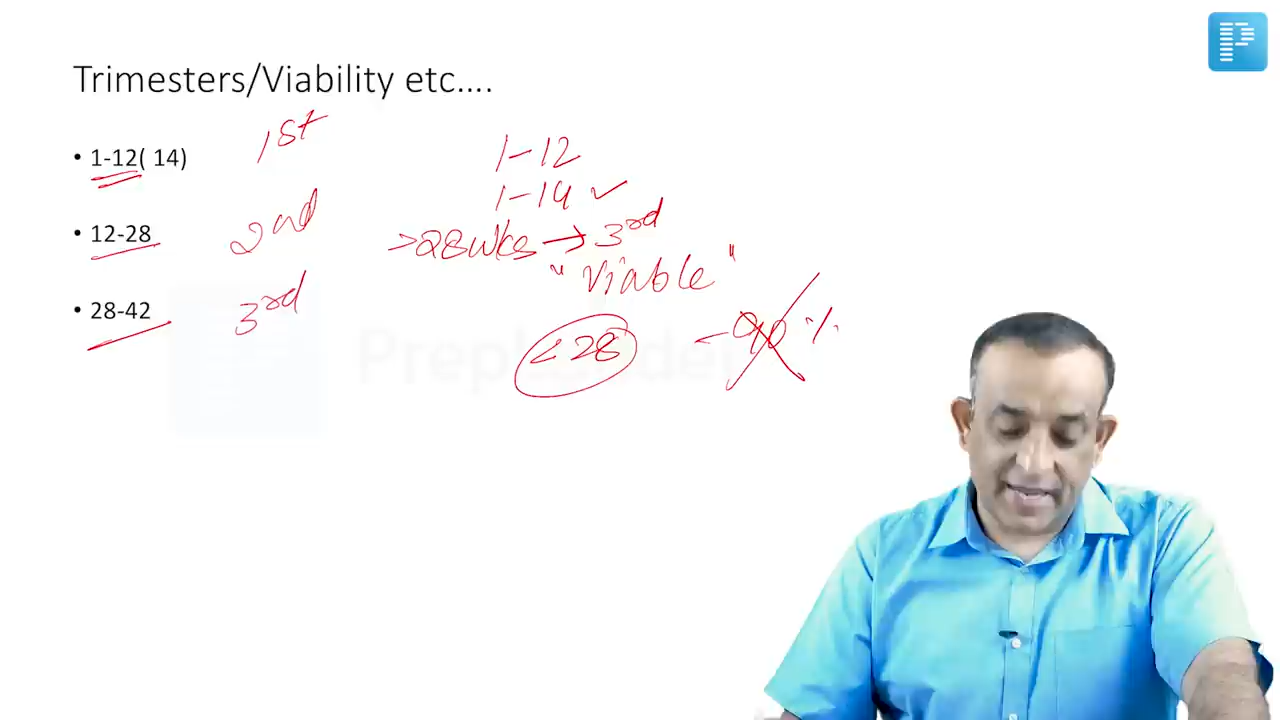 Trimesters/Viability etc....
• 1-12( 14)
1st
• 12-28
2nd
• 28-42
3rd
1-12
1-14 ✓
>28wks → 3rd
"Viable"
<28
90 %